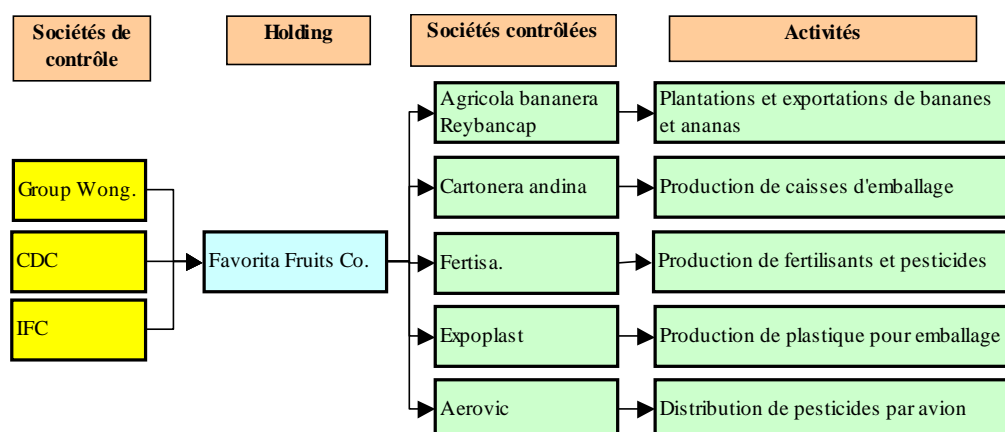 Sociétés de
contrôle
Holding
Sociétés contrôlées
Activités
Group Wong.
CDC
IFC
Favorita Fruits Co.
Agricola bananera
Reybancap
Plantations et exportations de bananes
et ananas
Cartonera andina
Production de caisses d'emballage
Fertisa.
Production de fertilisants et pesticides
Expoplast
Production de plastique pour emballage
Aerovic
Distribution de pesticides par avion